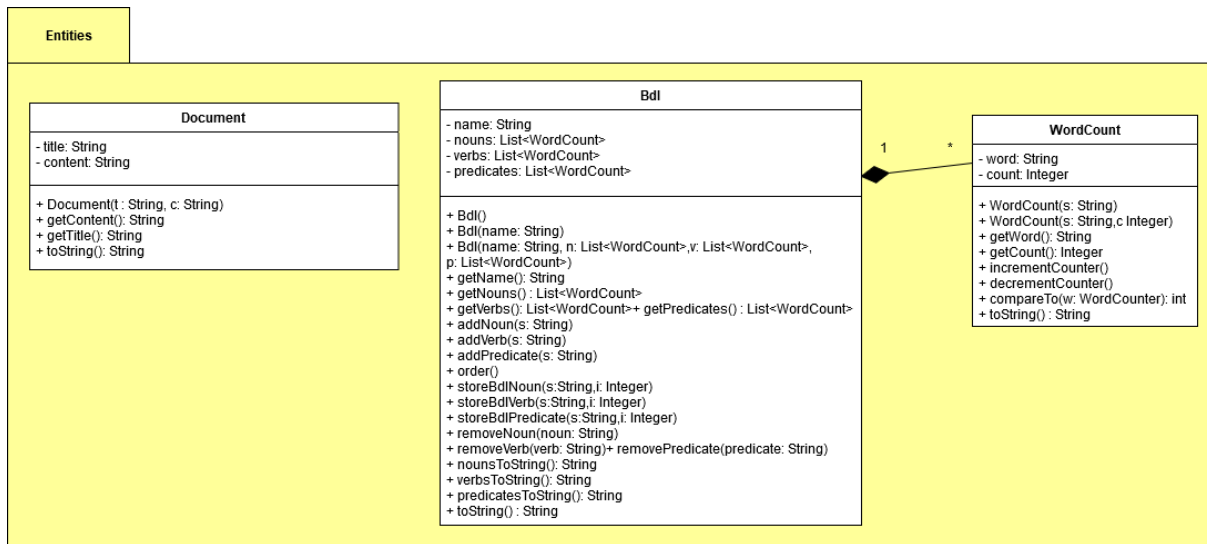 Entities
Document
- title: String
- content: String
+ Document(t : String, c: String)
+ getContent(): String
+ getTitle(): String
+ toString(): String
Bdl
- name: String
- nouns: List<WordCount>
- verbs: List<WordCount>
- predicates: List<WordCount>
+ Bdl()
+ Bdl(name: String)
+ Bdl(name: String, n: List<WordCount>,v: List<WordCount>,
p: List<WordCount>)
+ getName(): String
+ getNouns() : List<WordCount>
+ getVerbs(): List<WordCount>+ getPredicates() : List<WordCount>
+ addNoun(s: String)
+ addVerb(s: String)
+ addPredicate(s: String)
+ order()
+ storeBdlNoun(s:String,i: Integer)
+ storeBdlVerb(s:String,i: Integer)
+ storeBdlPredicate(s:String,i: Integer)
+ removeNoun(noun: String)
+ removeVerb(verb: String)+ removePredicate(predicate: String)
+ nounsToString(): String
+ verbsToString(): String
+ predicatesToString(): String
+ toString() : String
1
*
WordCount
- word: String
- count: Integer
+ WordCount(s: String)
+ WordCount(s: String,c Integer)
+ getWord(): String
+ getCount(): Integer
+ incrementCounter()
+ decrementCounter()
+ compareTo(w: WordCounter): int
+ toString() : String